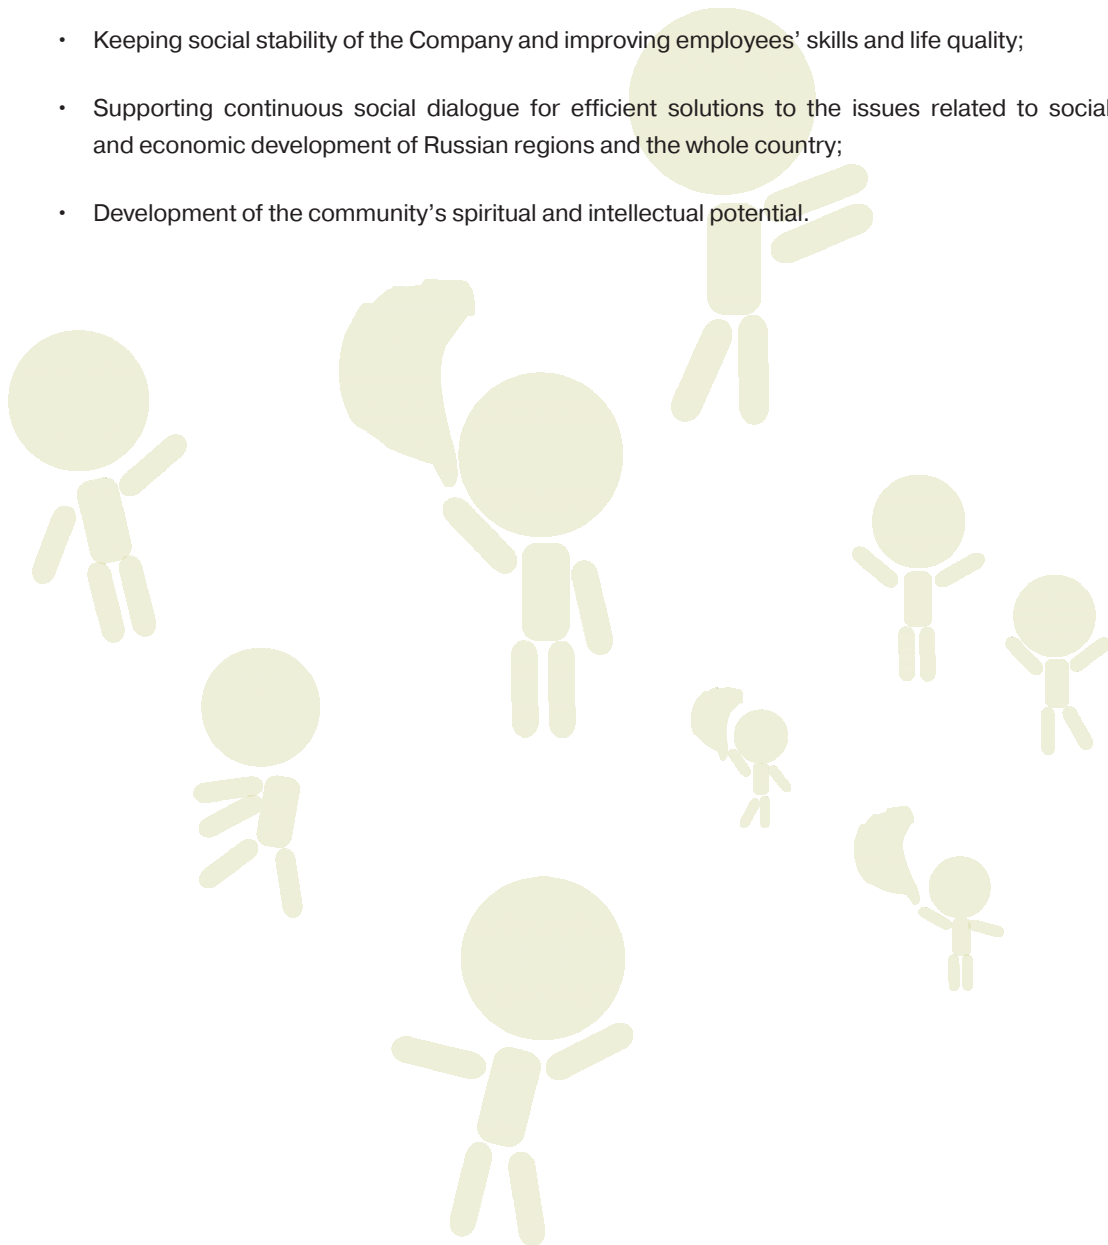 • Keeping social stability of the Company and improving employees’ skills and life quality;
• Supporting continuous social dialogue for efficient solutions to the issues related to social
and economic development of Russian regions and the whole country;
• Development of the community’s spiritual and intellectual potential.